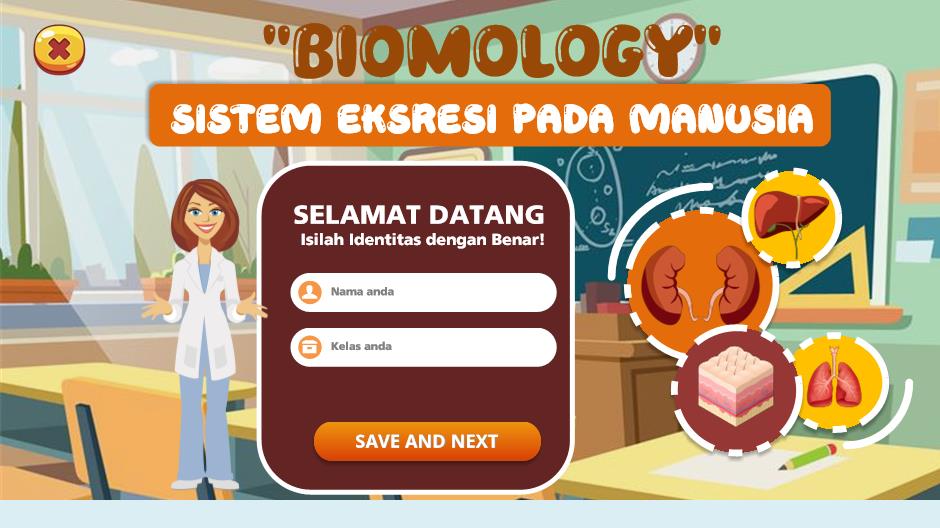 "BIOMOLOGY"
SISTEM EKSRESI PADA MANUSIA
SELAMAT DATANG
Isilah Identitas dengan Benar!
Nama anda
Kelas anda
SAVE AND NEXT